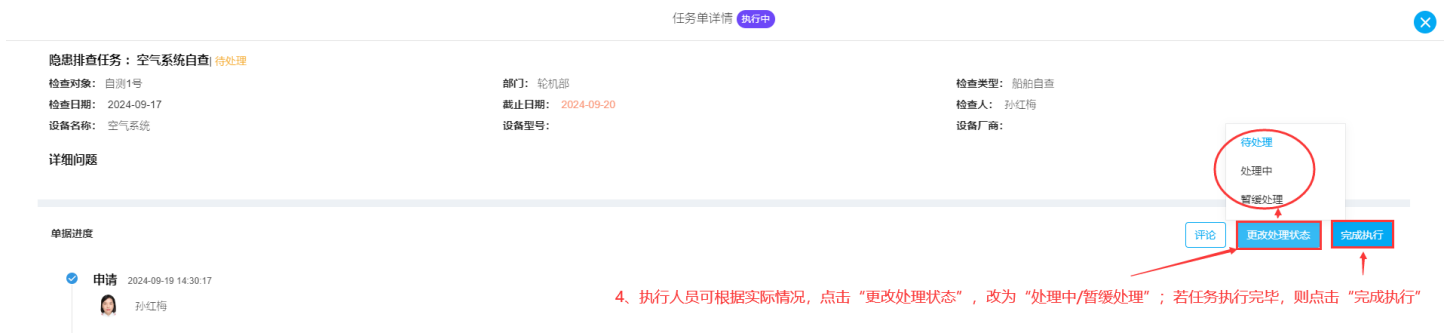 任务单详情 执行中
隐患排查任务： 空气系统自查| 待处理
检查对象： 自测1号 部门： 轮机部 检查类型： 船舶自查
检查日期： 2024-09-17 截止日期： 2024-09-20 检查人： 孙红梅
设备名称： 空气系统 设备型号： 设备厂商：
待处理
详细问题
处理中
暂缓处理
单据进度 评论 更改处理状态 完成执行
申请 2024-09-19 14:30:17
孙红梅
4、执行人员可根据实际情况，点击“更改处理状态”，改为“处理中/暂缓处理”；若任务执行完毕，则点击“完成执行”